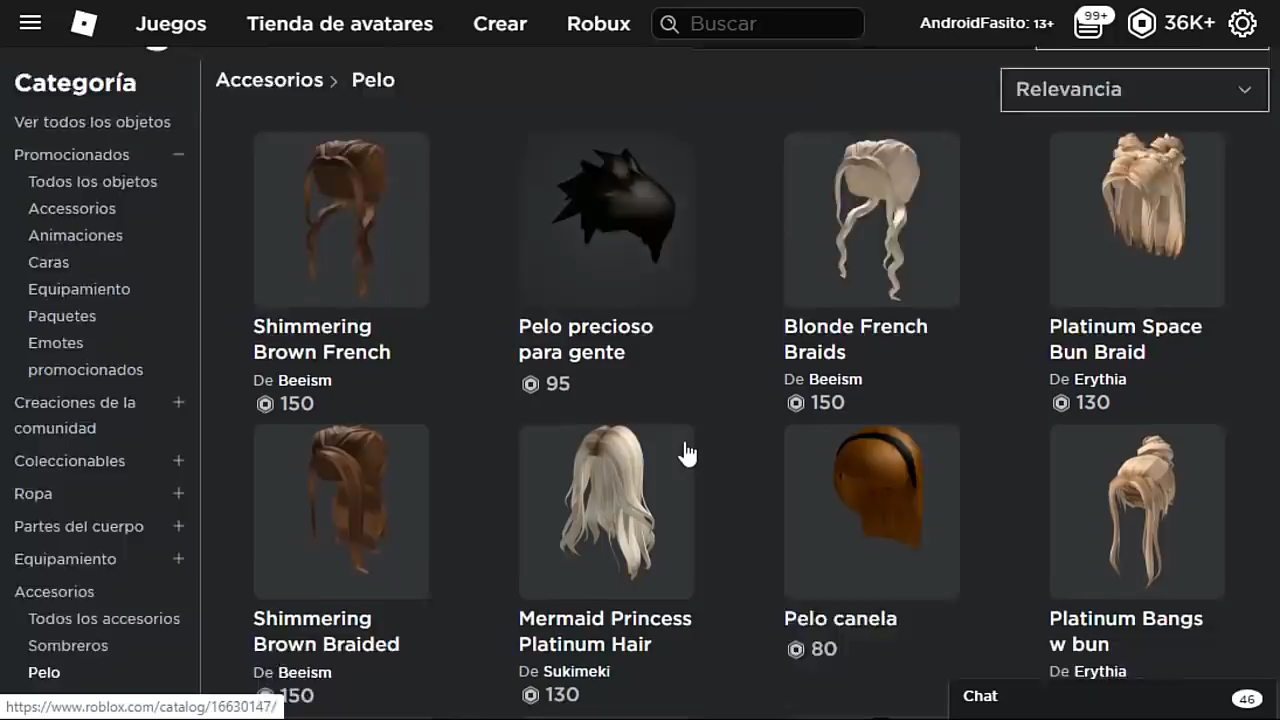 Juegos
Tienda de avatares
Crear
Robux
Buscar
AndroidFasito: 13+
99+
36K+
Categoría
Ver todos los objetos
Promocionados
Todos los objetos
Accessorios
Animaciones
Caras
Equipamiento
Paquetes
Emotes
promocionados
Creaciones de la
comunidad
Coleccionables
Ropa
Partes del cuerpo
Equipamiento
Accesorios
Todos los accesorios
Sombreros
Pelo
Accesorios > Pelo
Relevancia
Shimmering
Brown French
De Beeism
150
Pelo precioso
para gente
95
Blonde French
Braids
De Beeism
150
Platinum Space
Bun Braid
De Erythia
130
Shimmering
Brown Braided
De Beeism
150
Mermaid Princess
Platinum Hair
De Sukimeki
130
Pelo canela
80
Platinum Bangs
w bun
De Erythia
https://www.roblox.com/catalog/16630147/
Chat
46